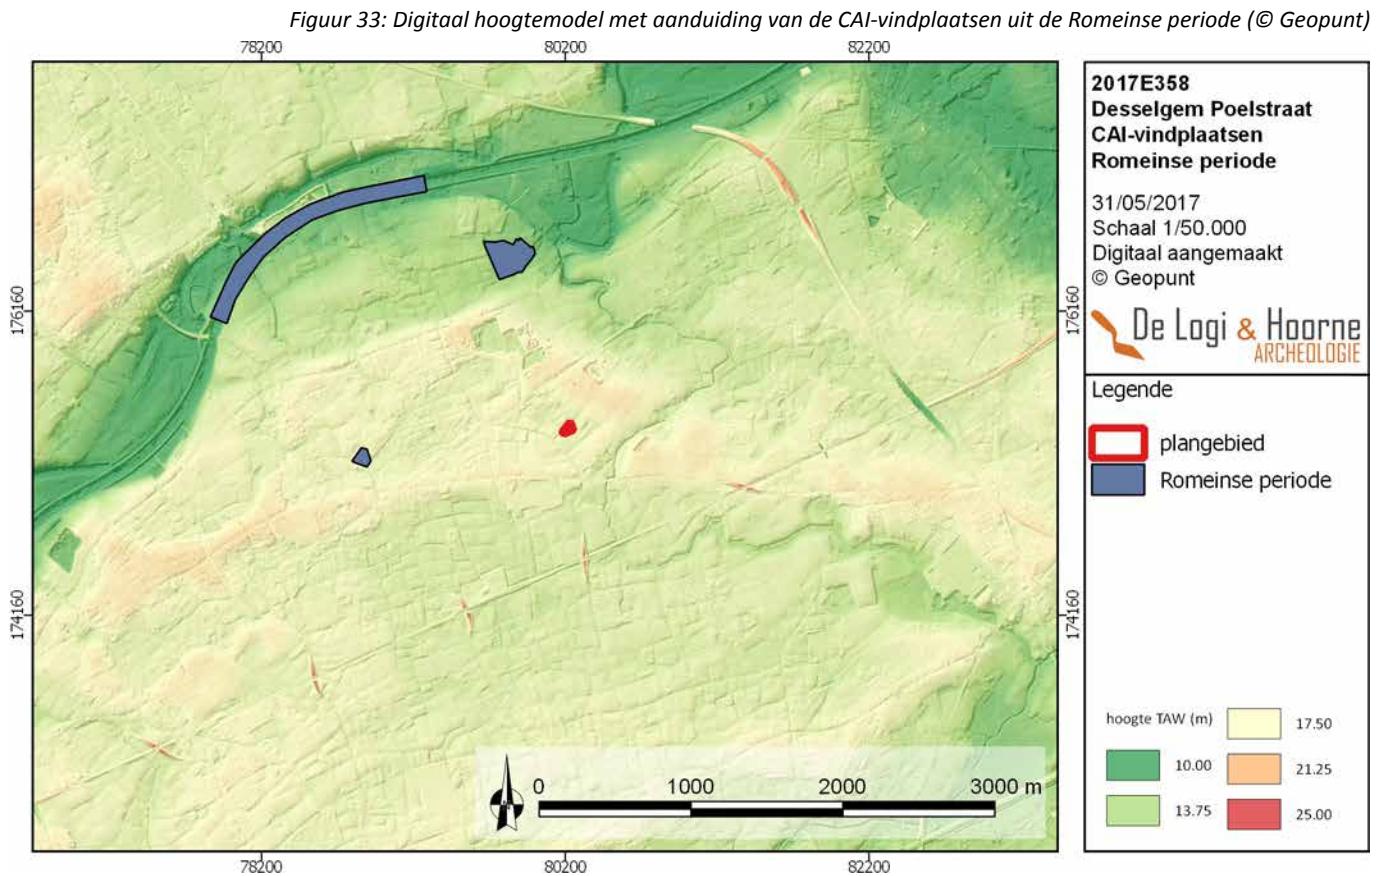 Figuur 33: Digitaal hoogtemodel met aanduiding van de CAI-vindplaatsen uit de Romeinse periode (© Geopunt)
78200 80200 82200
176160 176160
174160 174160
0 1000 2000 3000 m
78200 80200 82200
2017E358
Desselgem Poelstraat
CAI-vindplaatsen
Romeinse periode
31/05/2017
Schaal 1/50.000
Digitaal aangemaakt
© Geopunt
De Logi & Hoorne
ARCHEOLOGIE
Legende
plangebied
Romeinse periode
hoogte TAW (m)
10.00
13.75
17.50
21.25
25.00